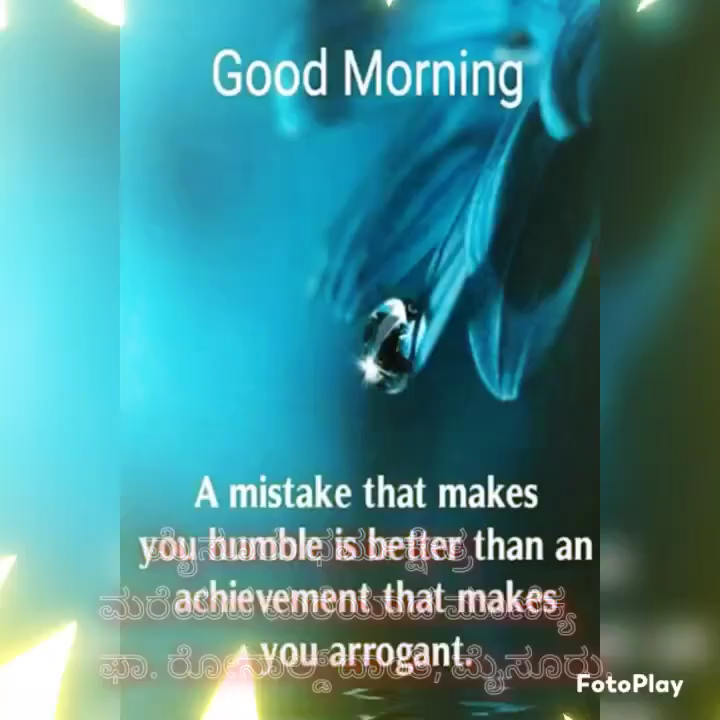 Good Morning
A mistake that makes
you humble is better than an
achievement that makes
you arrogant.
ಫಾ. ಮೈಸೂರು
FotoPlay